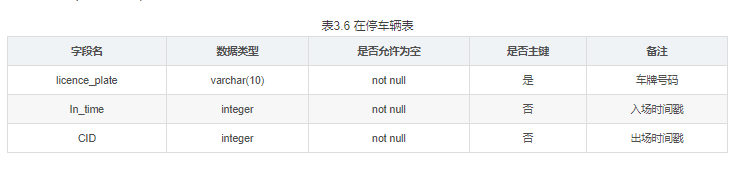 表3.6 在停车辆表
字段名 数据类型 是否允许为空 是否主键 备注
licence_plate varchar(10) not null 是 车牌号码
In_time integer not null 否 入场时间戳
CID integer not null 否 出场时间戳